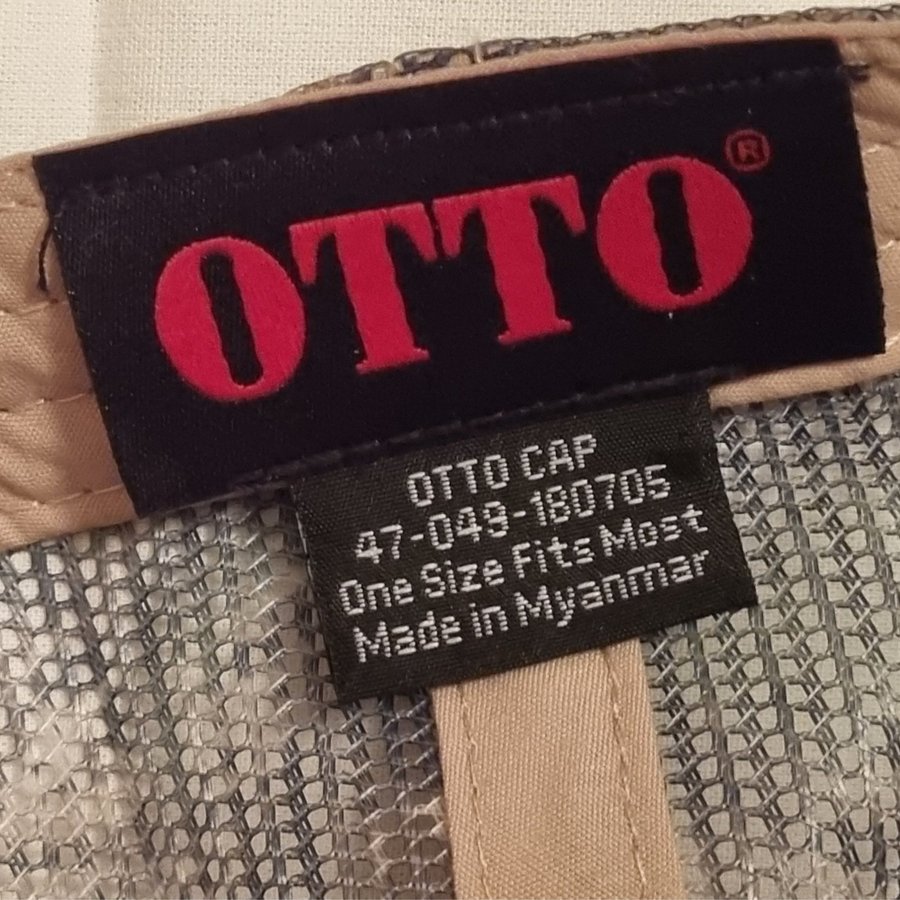 OTTO®
OTTO CAP
47-049-180705
One Size Fits Most
Made in Myanmar